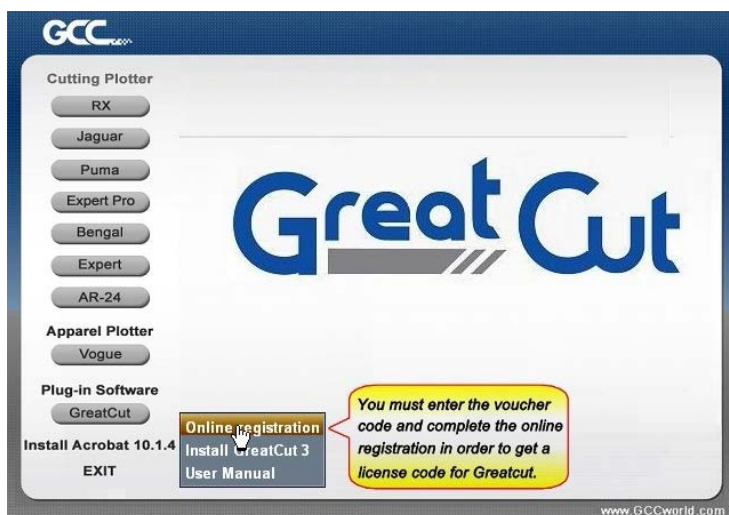 GCC
Cutting Plotter
RX
Jaguar
Puma
Expert Pro
Bengal
Expert
AR-24
Apparel Plotter
Vogue
Plug-in Software
GreatCut
Install Acrobat 10.1.4
EXIT
Great Cut
Online registration
Install GreatCut 3
User Manual
You must enter the voucher
code and complete the online
registration in order to get a
license code for Greatcut.
www.GCCworld.com